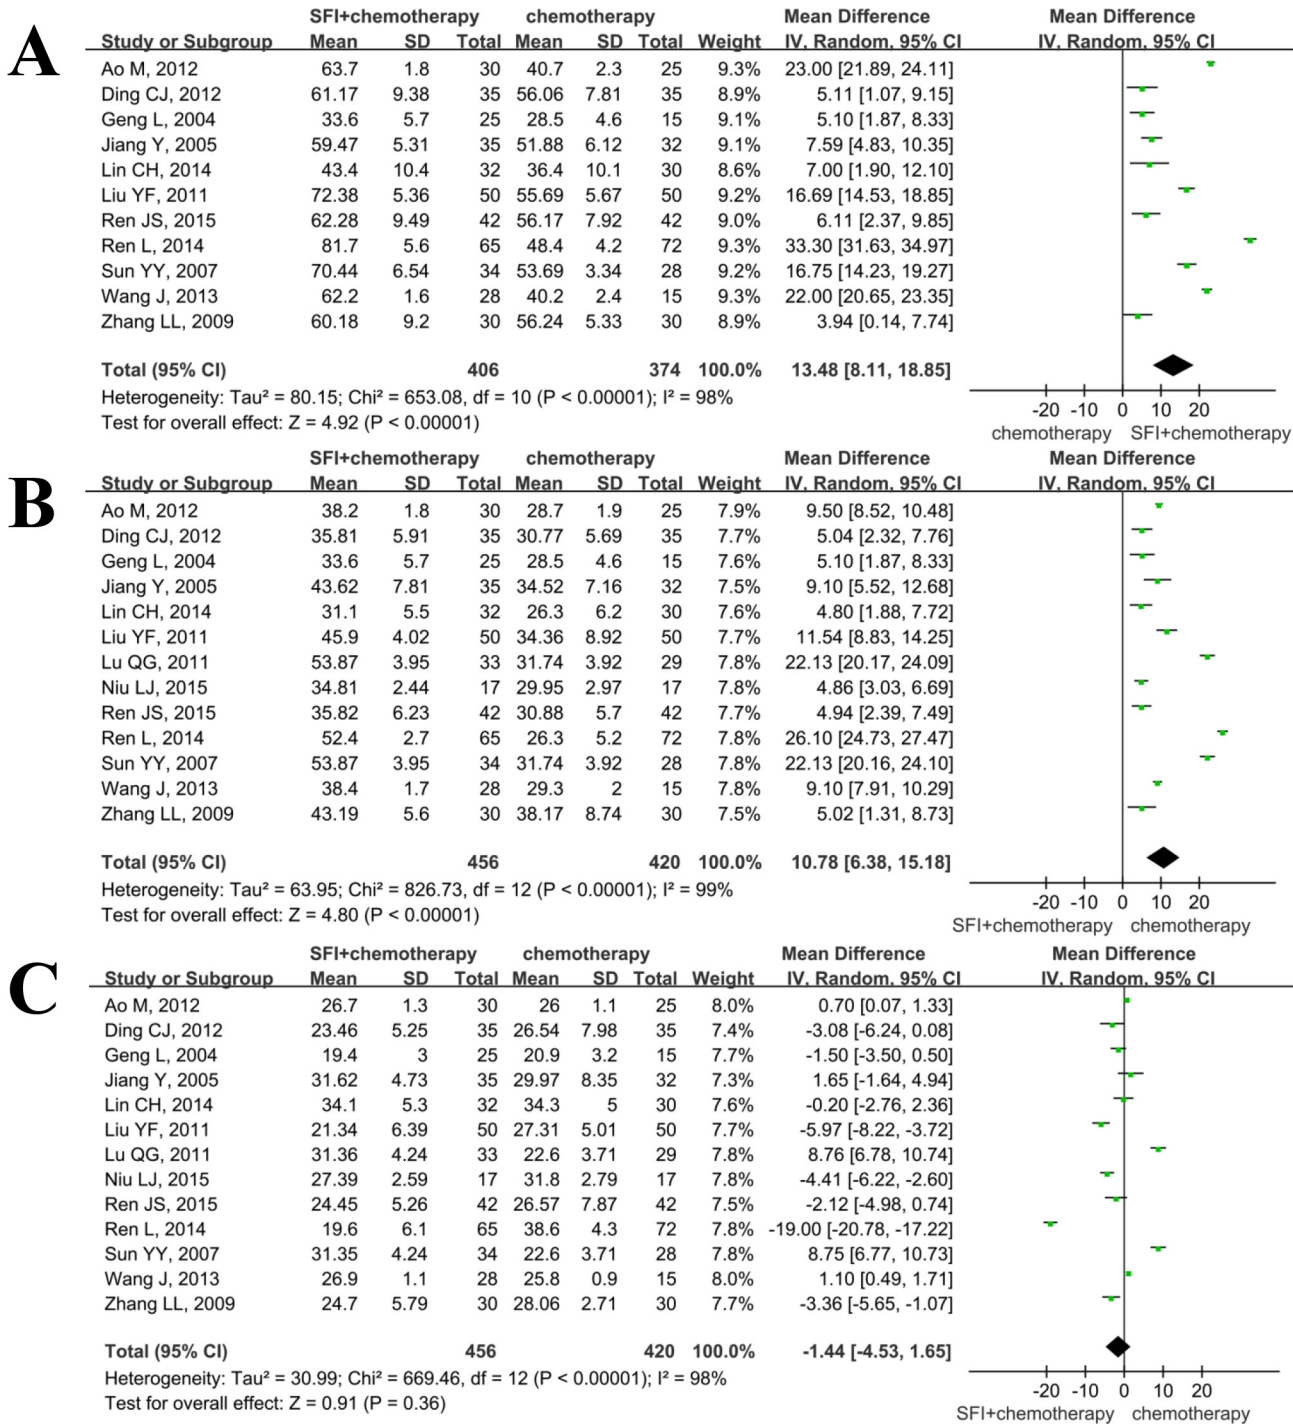 A
SFI+chemotherapy chemotherapy Mean Difference Mean Difference
Study or Subgroup Mean SD Total Mean SD Total Weight IV, Random, 95% CI IV, Random, 95% CI
Ao M, 2012 63.7 1.8 30 40.7 2.3 25 9.3% 23.00 [21.89, 24.11]
Ding CJ, 2012 61.17 9.38 35 56.06 7.81 35 8.9% 5.11 [1.07, 9.15]
Geng L, 2004 33.6 5.7 25 28.5 4.6 15 9.1% 5.10 [1.87, 8.33]
Jiang Y, 2005 59.47 5.31 35 51.88 6.12 32 9.1% 7.59 [4.83, 10.35]
Lin CH, 2014 43.4 10.4 32 36.4 10.1 30 8.6% 7.00 [1.90, 12.10]
Liu YF, 2011 72.38 5.36 50 55.69 5.67 50 9.2% 16.69 [14.53, 18.85]
Ren JS, 2015 62.28 9.49 42 56.17 7.92 42 9.0% 6.11 [2.37, 9.85]
Ren L, 2014 81.7 5.6 65 48.4 4.2 72 9.3% 33.30 [31.63, 34.97]
Sun YY, 2007 70.44 6.54 34 53.69 3.34 28 9.2% 16.75 [14.23, 19.27]
Wang J, 2013 62.2 1.6 28 40.2 2.4 15 9.3% 22.00 [20.65, 23.35]
Zhang LL, 2009 60.18 9.2 30 56.24 5.33 30 8.9% 3.94 [0.14, 7.74]
Total (95% CI) 406 374 100.0% 13.48 [8.11, 18.85]
Heterogeneity: Tau² = 80.15; Chi² = 653.08, df = 10 (P < 0.00001); I² = 98%
Test for overall effect: Z = 4.92 (P < 0.00001)
-20 -10 0 10 20
chemotherapy SFI+chemotherapy
B
SFI+chemotherapy chemotherapy Mean Difference Mean Difference
Study or Subgroup Mean SD Total Mean SD Total Weight IV, Random, 95% CI IV, Random, 95% CI
Ao M, 2012 38.2 1.8 30 28.7 1.9 25 7.9% 9.50 [8.52, 10.48]
Ding CJ, 2012 35.81 5.91 35 30.77 5.69 35 7.7% 5.04 [2.32, 7.76]
Geng L, 2004 33.6 5.7 25 28.5 4.6 15 7.6% 5.10 [1.87, 8.33]
Jiang Y, 2005 43.62 7.81 35 34.52 7.16 32 7.5% 9.10 [5.52, 12.68]
Lin CH, 2014 31.1 5.5 32 26.3 6.2 30 7.6% 4.80 [1.88, 7.72]
Liu YF, 2011 45.9 4.02 50 34.36 8.92 50 7.7% 11.54 [8.83, 14.25]
Lu QG, 2011 53.87 3.95 33 31.74 3.92 29 7.8% 22.13 [20.17, 24.09]
Niu LJ, 2015 34.81 2.44 17 29.95 2.97 17 7.8% 4.86 [3.03, 6.69]
Ren JS, 2015 35.82 6.23 42 30.88 5.7 42 7.7% 4.94 [2.39, 7.49]
Ren L, 2014 52.4 2.7 65 26.3 5.2 72 7.8% 26.10 [24.73, 27.47]
Sun YY, 2007 53.87 3.95 34 31.74 3.92 28 7.8% 22.13 [20.16, 24.10]
Wang J, 2013 38.4 1.7 28 29.3 2 15 7.8% 9.10 [7.91, 10.29]
Zhang LL, 2009 43.19 5.6 30 38.17 8.74 30 7.5% 5.02 [1.31, 8.73]
Total (95% CI) 456 420 100.0% 10.78 [6.38, 15.18]
Heterogeneity: Tau² = 63.95; Chi² = 826.73, df = 12 (P < 0.00001); I² = 99%
Test for overall effect: Z = 4.80 (P < 0.00001)
-20 -10 0 10 20
SFI+chemotherapy chemotherapy
C
SFI+chemotherapy chemotherapy Mean Difference Mean Difference
Study or Subgroup Mean SD Total Mean SD Total Weight IV, Random, 95% CI IV, Random, 95% CI
Ao M, 2012 26.7 1.3 30 26 1.1 25 8.0% 0.70 [0.07, 1.33]
Ding CJ, 2012 23.46 5.25 35 26.54 7.98 35 7.4% -3.08 [-6.24, 0.08]
Geng L, 2004 19.4 3 25 20.9 3.2 15 7.7% -1.50 [-3.50, 0.50]
Jiang Y, 2005 31.62 4.73 35 29.97 8.35 32 7.3% 1.65 [-1.64, 4.94]
Lin CH, 2014 34.1 5.3 32 34.3 5 30 7.6% -0.20 [-2.76, 2.36]
Liu YF, 2011 21.34 6.39 50 27.31 5.01 50 7.7% -5.97 [-8.22, -3.72]
Lu QG, 2011 31.36 4.24 33 22.6 3.71 29 7.8% 8.76 [6.78, 10.74]
Niu LJ, 2015 27.39 2.59 17 31.8 2.79 17 7.8% -4.41 [-6.22, -2.60]
Ren JS, 2015 24.45 5.26 42 26.57 7.87 42 7.5% -2.12 [-4.98, 0.74]
Ren L, 2014 19.6 6.1 65 38.6 4.3 72 7.8% -19.00 [-20.78, -17.22]
Sun YY, 2007 31.35 4.24 34 22.6 3.71 28 7.8% 8.75 [6.77, 10.73]
Wang J, 2013 26.9 1.1 28 25.8 0.9 15 8.0% 1.10 [0.49, 1.71]
Zhang LL, 2009 24.7 5.79 30 28.06 2.71 30 7.7% -3.36 [-5.65, -1.07]
Total (95% CI) 456 420 100.0% -1.44 [-4.53, 1.65]
Heterogeneity: Tau² = 30.99; Chi² = 669.46, df = 12 (P < 0.00001); I² = 98%
Test for overall effect: Z = 0.91 (P = 0.36)
-20 -10 0 10 20
SFI+chemotherapy chemotherapy